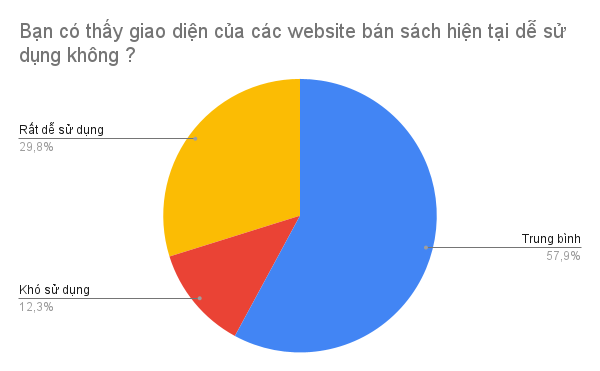 Bạn có thấy giao diện của các website bán sách hiện tại dễ sử
dụng không ?
Rất dễ sử dụng
29,8%
Trung bình
57,9%
Khó sử dụng
12,3%